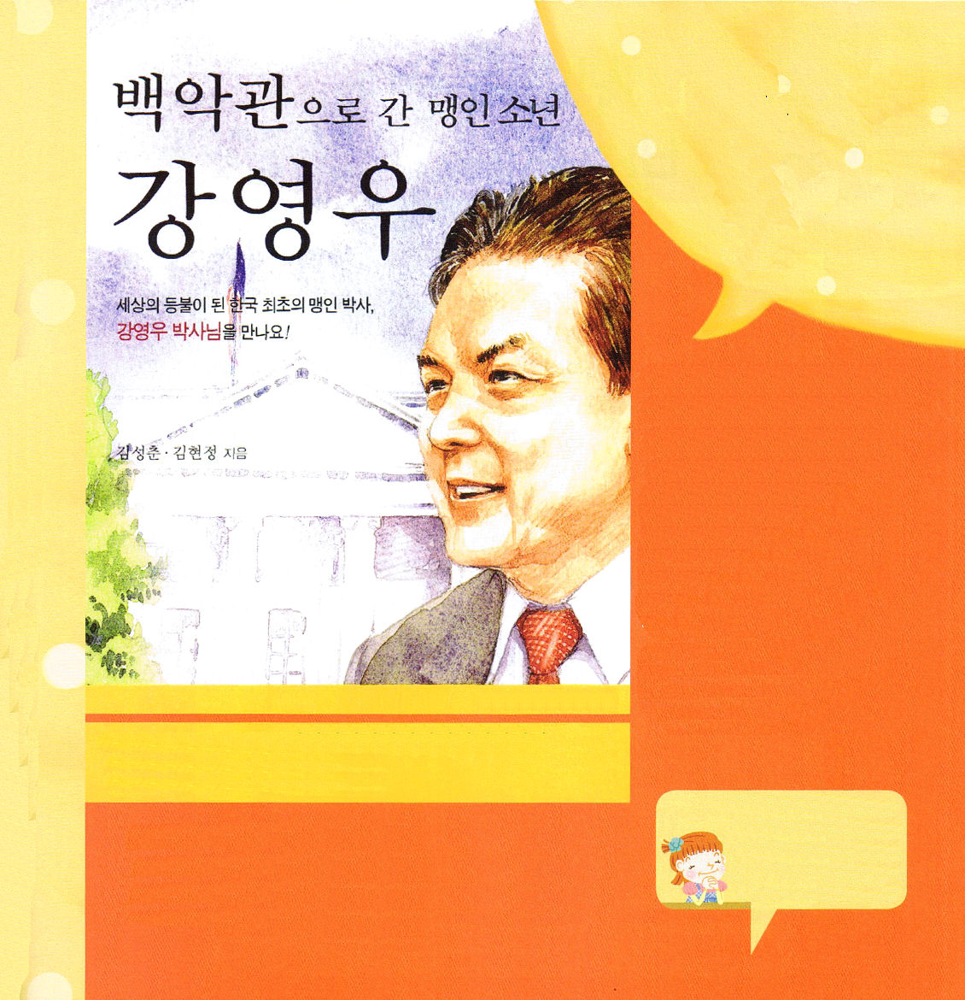 백악관으로 간 맹인 소년
강영우
세상의 등불이 된 한국 최초의 맹인 박사,
강영우 박사님을 만나요!
김성춘 · 김현정 지음